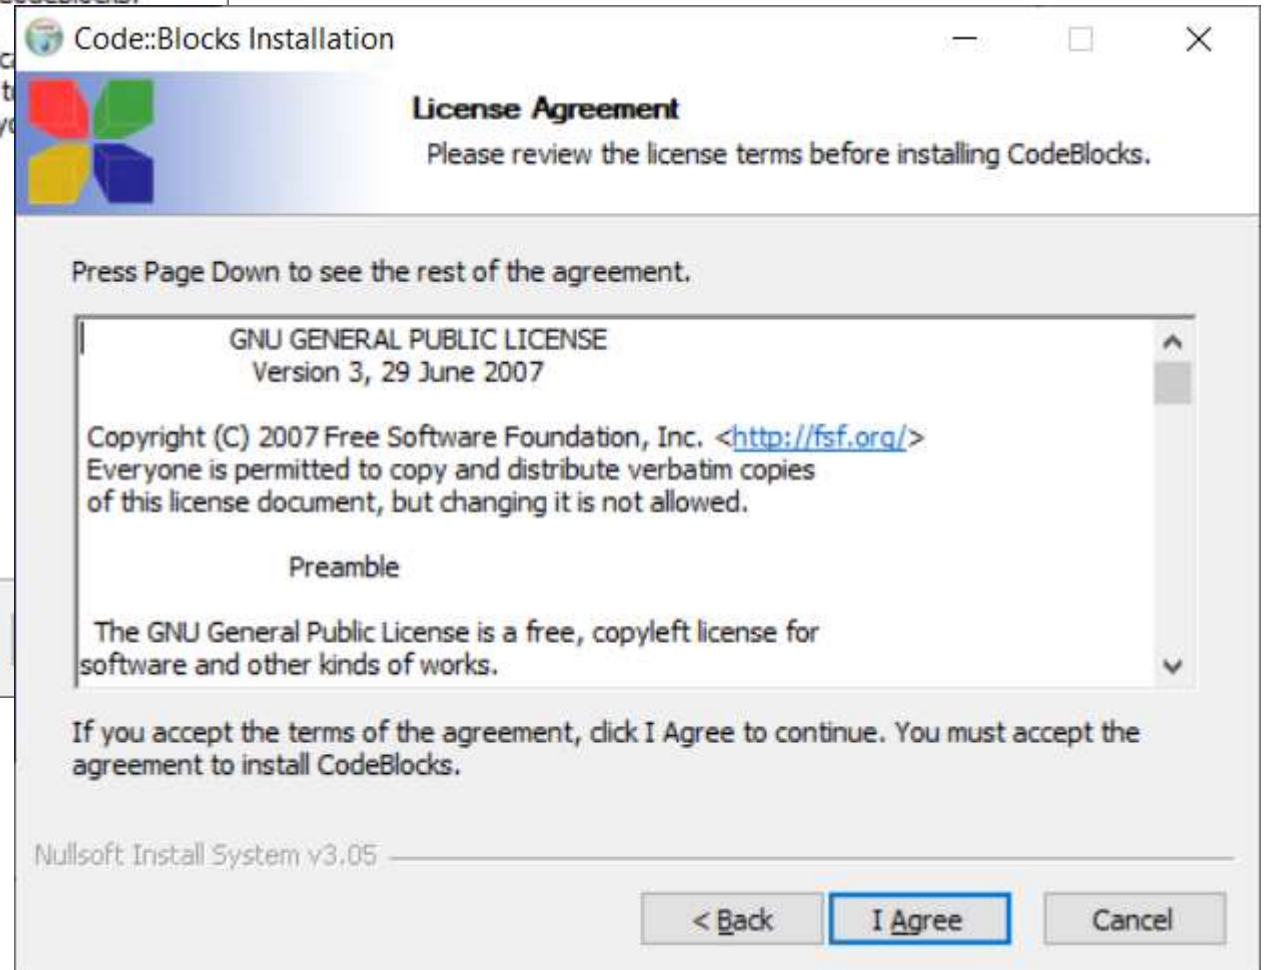 Code::Blocks Installation
License Agreement
Please review the license terms before installing CodeBlocks.
Press Page Down to see the rest of the agreement.
GNU GENERAL PUBLIC LICENSE
Version 3, 29 June 2007
Copyright (C) 2007 Free Software Foundation, Inc. <http://fsf.org/>
Everyone is permitted to copy and distribute verbatim copies
of this license document, but changing it is not allowed.
Preamble
The GNU General Public License is a free, copyleft license for
software and other kinds of works.
If you accept the terms of the agreement, click I Agree to continue. You must accept the
agreement to install CodeBlocks.
Nullsoft Install System v3.05
< Back
I Agree
Cancel